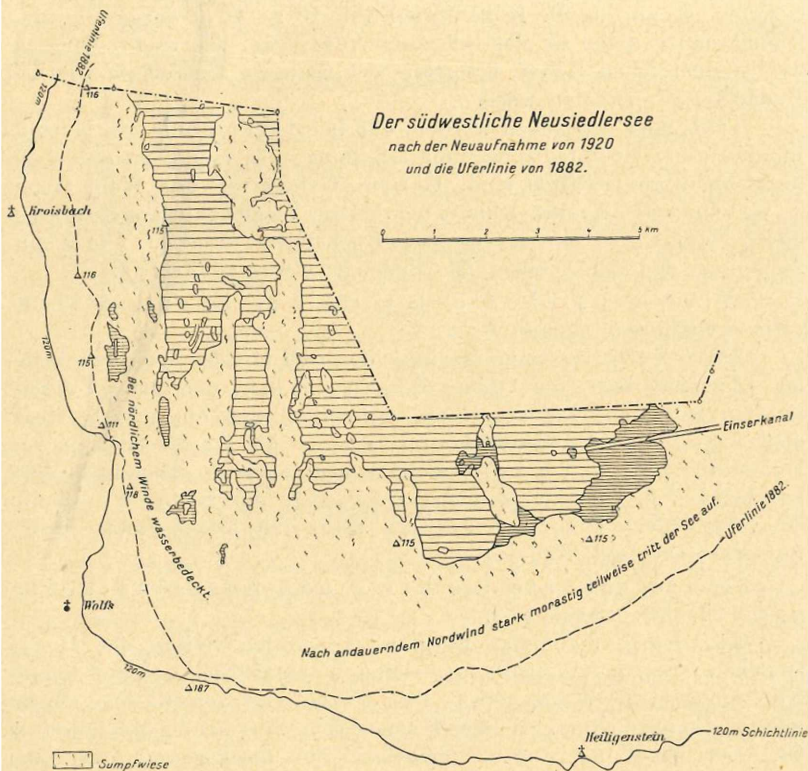 Der südwestliche Neusiedlersee
nach der Neuaufnahme von 1920
und die Uferlinie von 1882.
0 1 2 3 4 5 km
Uferlinie 1882
120m
116
Kroisbach
115
116
120m
115
111
118
Bei nördlichem Winde wasserbedeckt.
Einserkanal
115
115
Nach andauerndem Nordwind stark morastig teilweise tritt der See auf.
Uferlinie 1882.
Wolfs
120m
187
Heiligenstein
120m Schichtlinie
Sumpfwiese